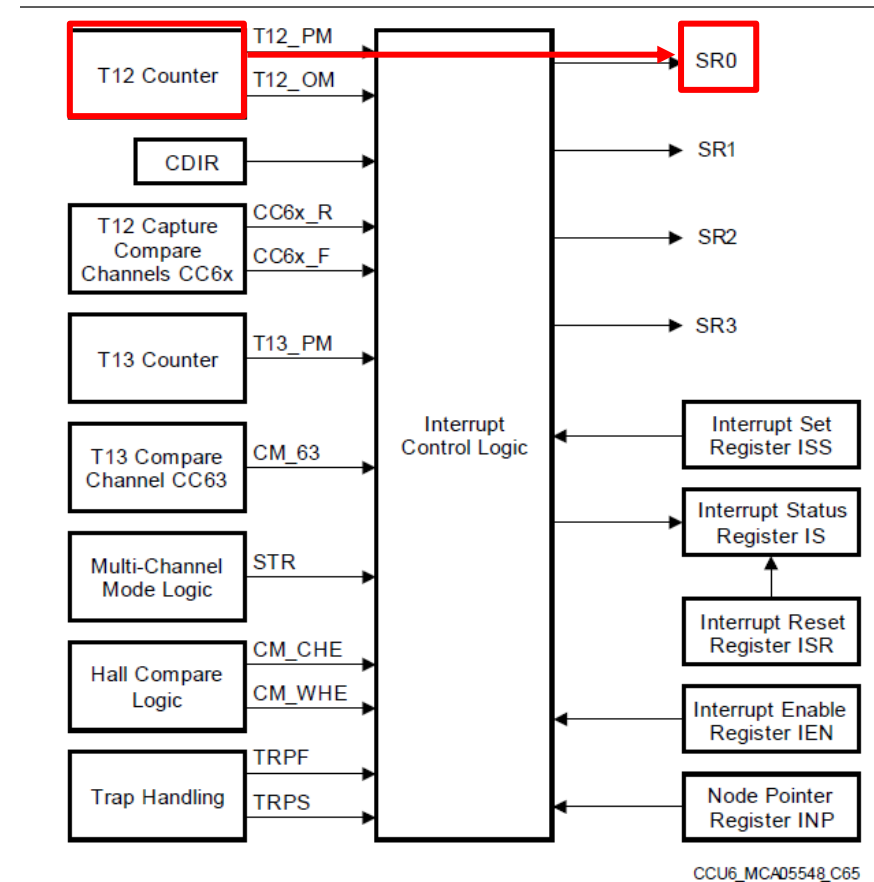 T12_PM
T12 Counter
T12_OM
SR0
CDIR
SR1
T12 Capture
Compare
Channels CC6x
CC6x_R
CC6x_F
SR2
T13 Counter
T13_PM
SR3
Interrupt
Control Logic
Interrupt Set
Register ISS
T13 Compare
Channel CC63
CM_63
Interrupt Status
Register IS
Multi-Channel
Mode Logic
STR
Interrupt Reset
Register ISR
Hall Compare
Logic
CM_CHE
CM_WHE
Interrupt Enable
Register IEN
Trap Handling
TRPF
TRPS
Node Pointer
Register INP
CCU6_MCA05548_C65